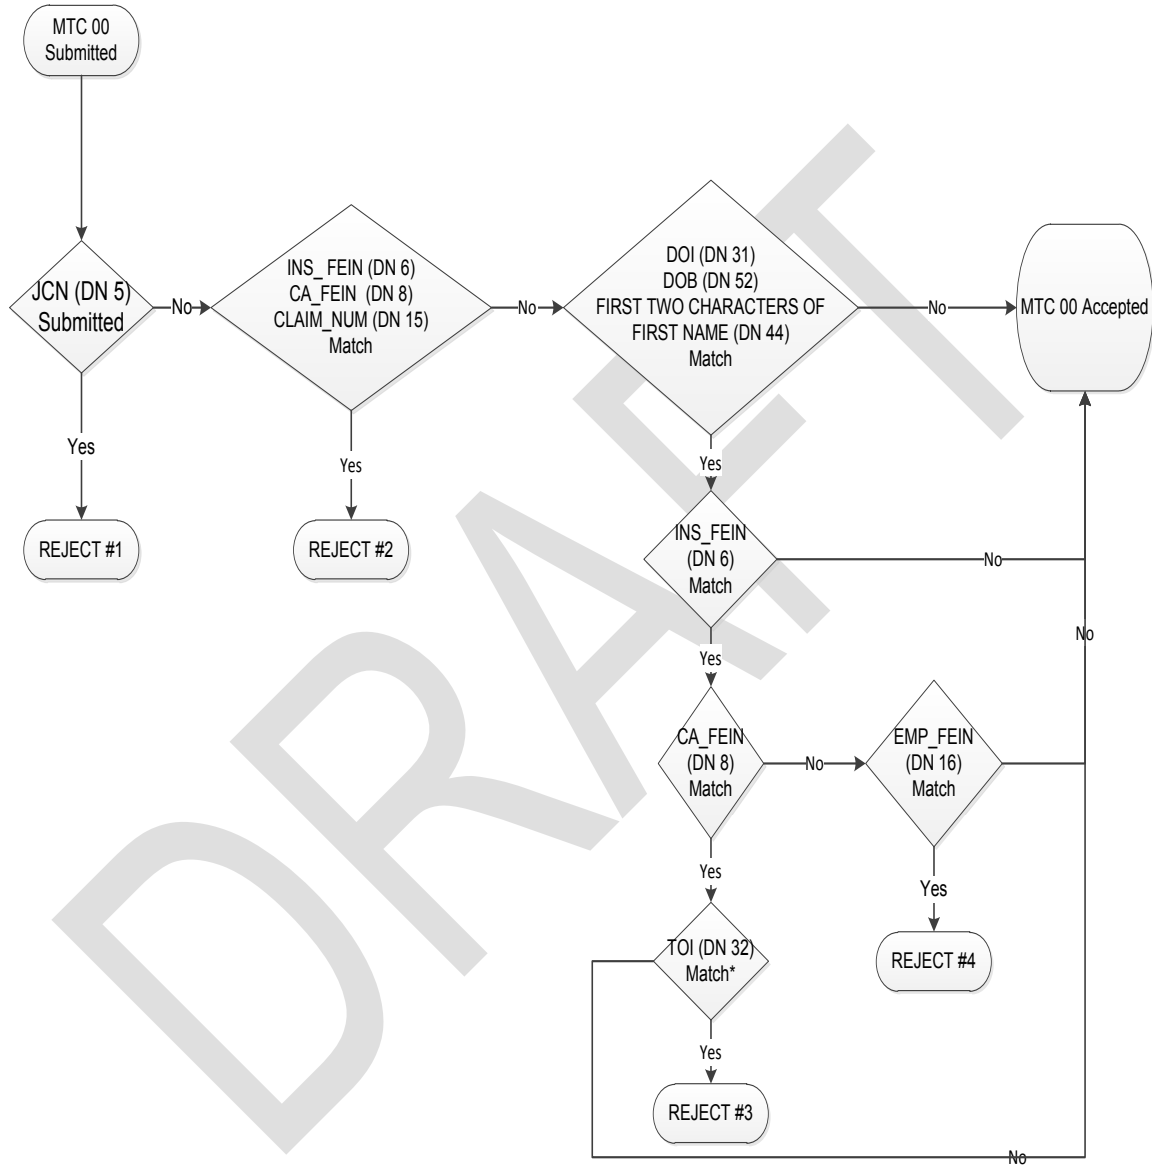 MTC 00
Submitted
JCN (DN 5)
Submitted
No
INS_ FEIN (DN 6)
CA_FEIN (DN 8)
CLAIM_NUM (DN 15)
Match
No
DOI (DN 31)
DOB (DN 52)
FIRST TWO CHARACTERS OF
FIRST NAME (DN 44)
Match
No
MTC 00 Accepted
Yes
REJECT #1
Yes
REJECT #2
Yes
INS_FEIN
(DN 6)
Match
No
No
Yes
CA_FEIN
(DN 8)
Match
No
EMP_FEIN
(DN 16)
Match
Yes
REJECT #4
Yes
TOI (DN 32)
Match*
Yes
REJECT #3
No
DRAFT